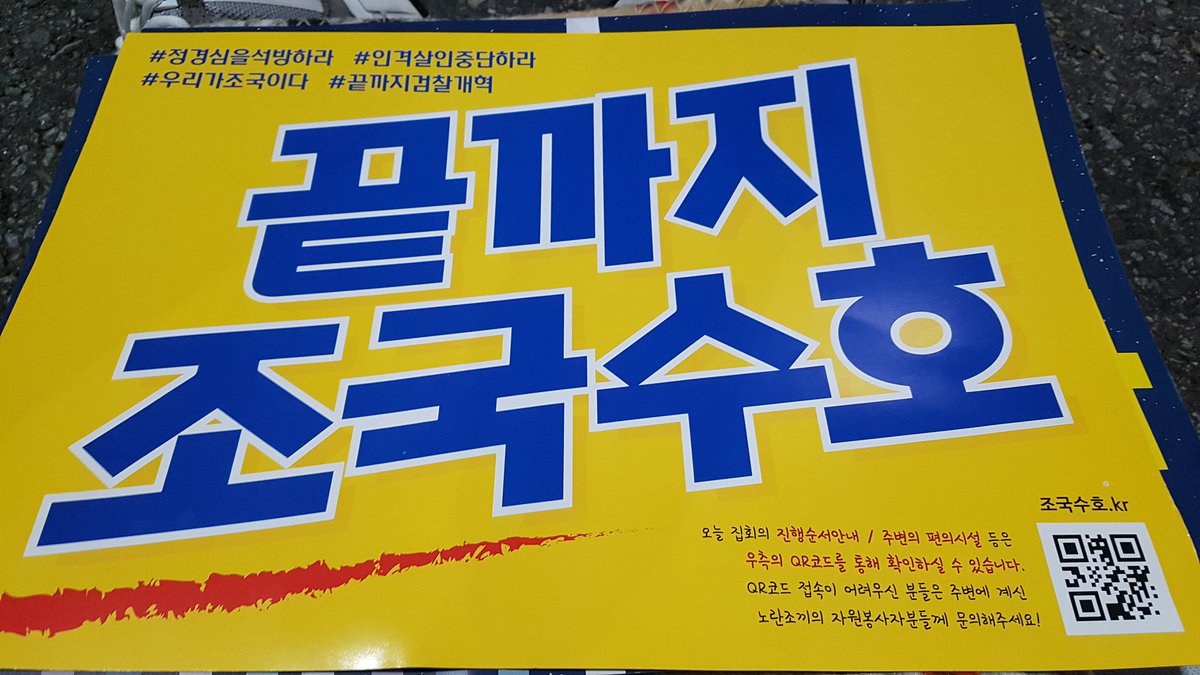 #정경심을석방하라 #인격살인중단하라
#우리가조국이다 #끝까지검찰개혁
끝까지
조국수호
조국수호.kr
오늘 집회의 진행순서안내 / 주변의 편의시설 등은
우측의 QR코드를 통해 확인하실 수 있습니다.
QR코드 접속이 어려우신 분들은 주변에 계신
노란조끼의 자원봉사자분들께 문의해주세요!